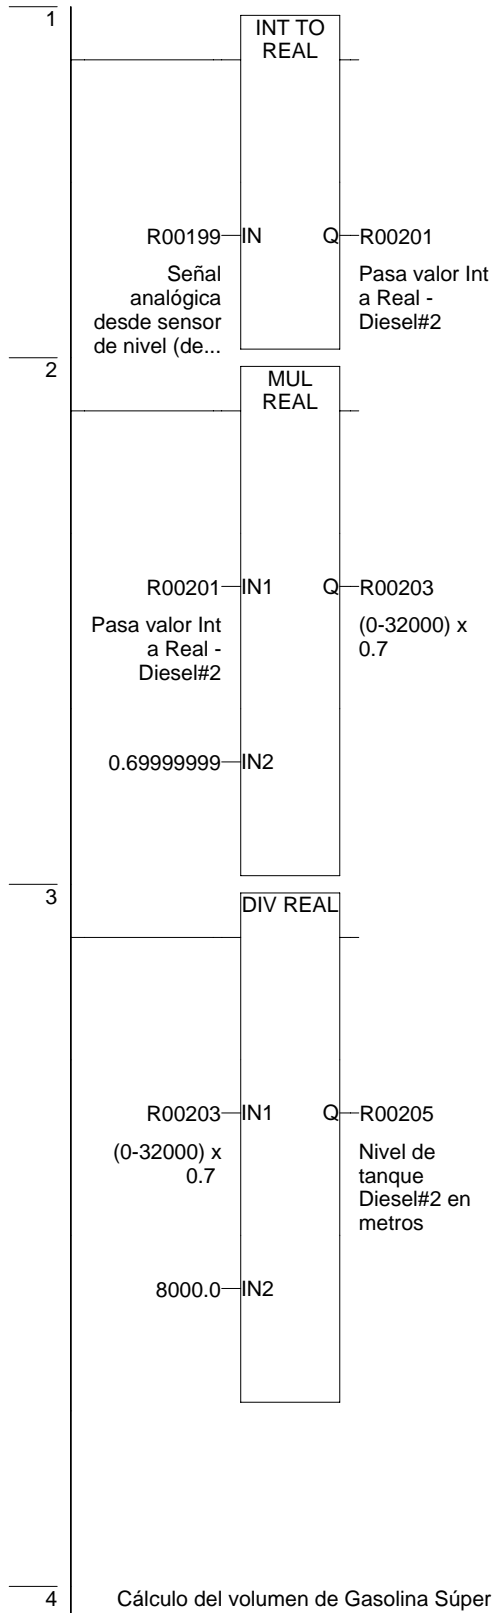 1
INT TO
REAL
R00199 IN Q R00201
Señal
analógica
desde sensor
de nivel (de...
Pasa valor Int
a Real -
Diesel#2
2
MUL
REAL
R00201 IN1 Q R00203
Pasa valor Int
a Real -
Diesel#2
(0-32000) x
0.7
0.69999999 IN2
3
DIV REAL
R00203 IN1 Q R00205
(0-32000) x
0.7
Nivel de
tanque
Diesel#2 en
metros
8000.0 IN2
4
Cálculo del volumen de Gasolina Súper